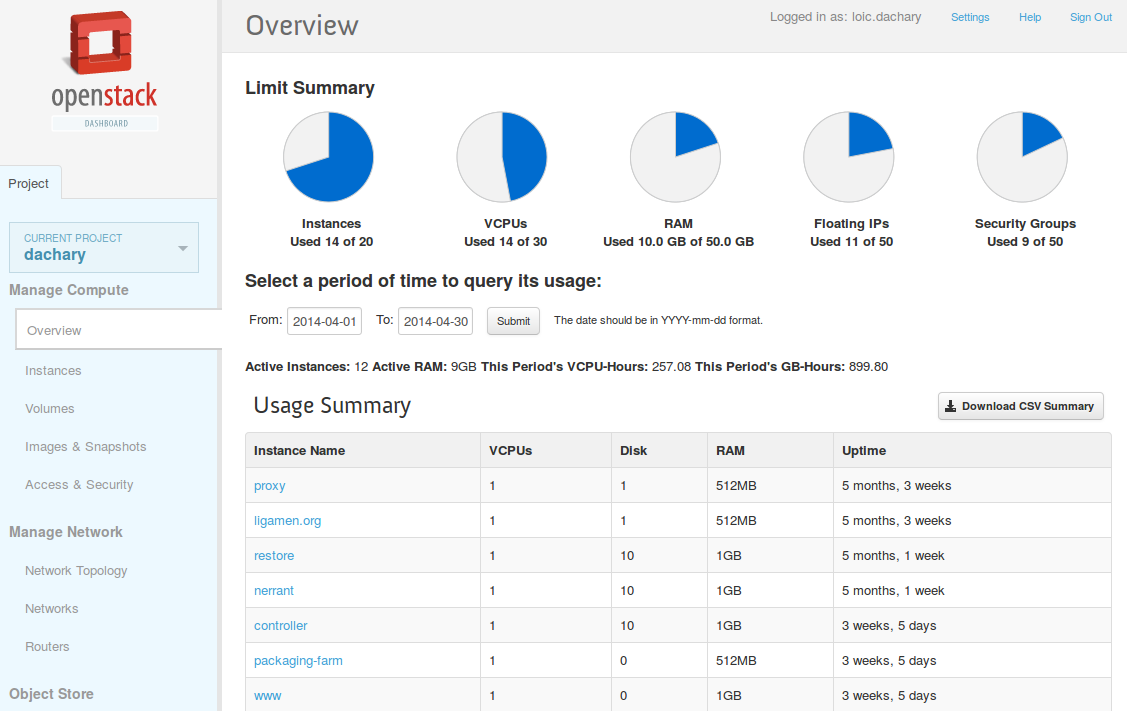 openstack
DASHBOARD
Project
CURRENT PROJECT
dachary
Manage Compute
Overview
Instances
Volumes
Images & Snapshots
Access & Security
Manage Network
Network Topology
Networks
Routers
Object Store
Overview
Logged in as: loic.dachary Settings Help Sign Out
Limit Summary
Instances
Used 14 of 20
VCPUs
Used 14 of 30
RAM
Used 10.0 GB of 50.0 GB
Floating IPs
Used 11 of 50
Security Groups
Used 9 of 50
Select a period of time to query its usage:
From: 2014-04-01 To: 2014-04-30 Submit The date should be in YYYY-mm-dd format.
Active Instances: 12 Active RAM: 9GB This Period's VCPU-Hours: 257.08 This Period's GB-Hours: 899.80
Usage Summary
Download CSV Summary
Instance Name VCPUs Disk RAM Uptime
proxy 1 1 512MB 5 months, 3 weeks
ligamen.org 1 1 512MB 5 months, 3 weeks
restore 1 10 1GB 5 months, 1 week
nerrant 1 10 1GB 5 months, 1 week
controller 1 10 1GB 3 weeks, 5 days
packaging-farm 1 0 512MB 3 weeks, 5 days
www 1 0 1GB 3 weeks, 5 days